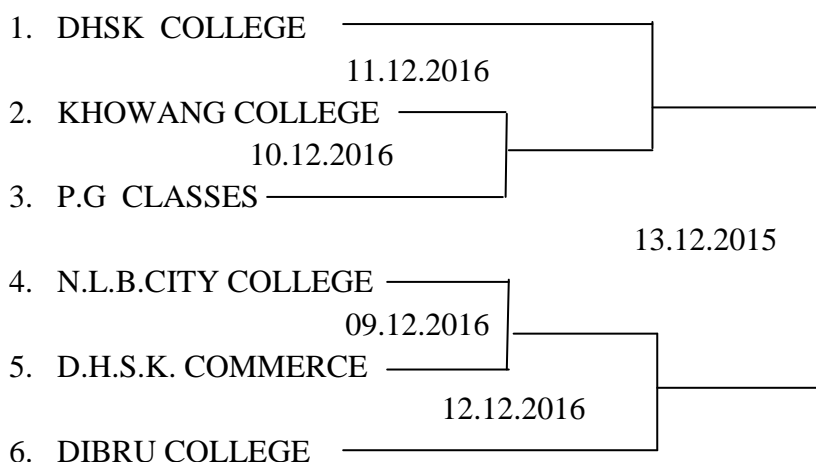 1. DHSK COLLEGE
11.12.2016
2. KHOWANG COLLEGE
10.12.2016
3. P.G CLASSES
13.12.2015
4. N.L.B.CITY COLLEGE
09.12.2016
5. D.H.S.K. COMMERCE
12.12.2016
6. DIBRU COLLEGE